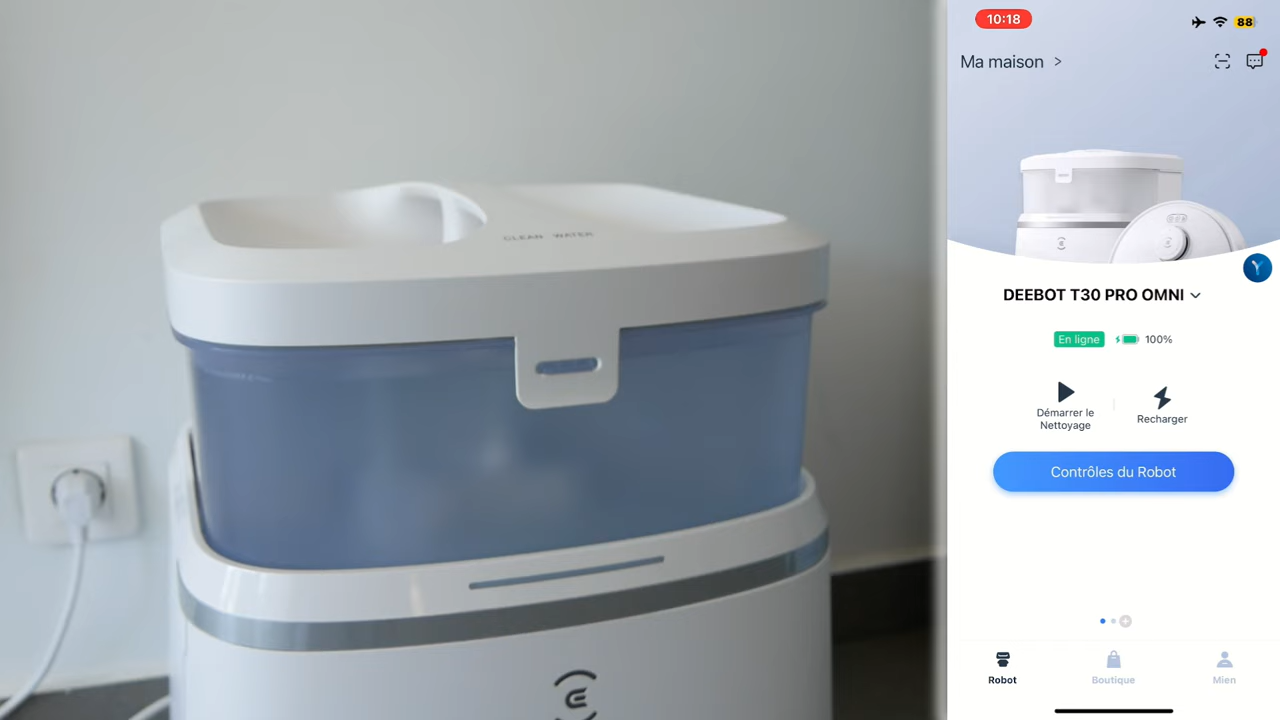 CLEAN WATER
10:18
88
Ma maison >
DEEBOT T30 PRO OMNI
En ligne
100%
Démarrer le
Nettoyage
Recharger
Contrôles du Robot
Robot
Boutique
Mien